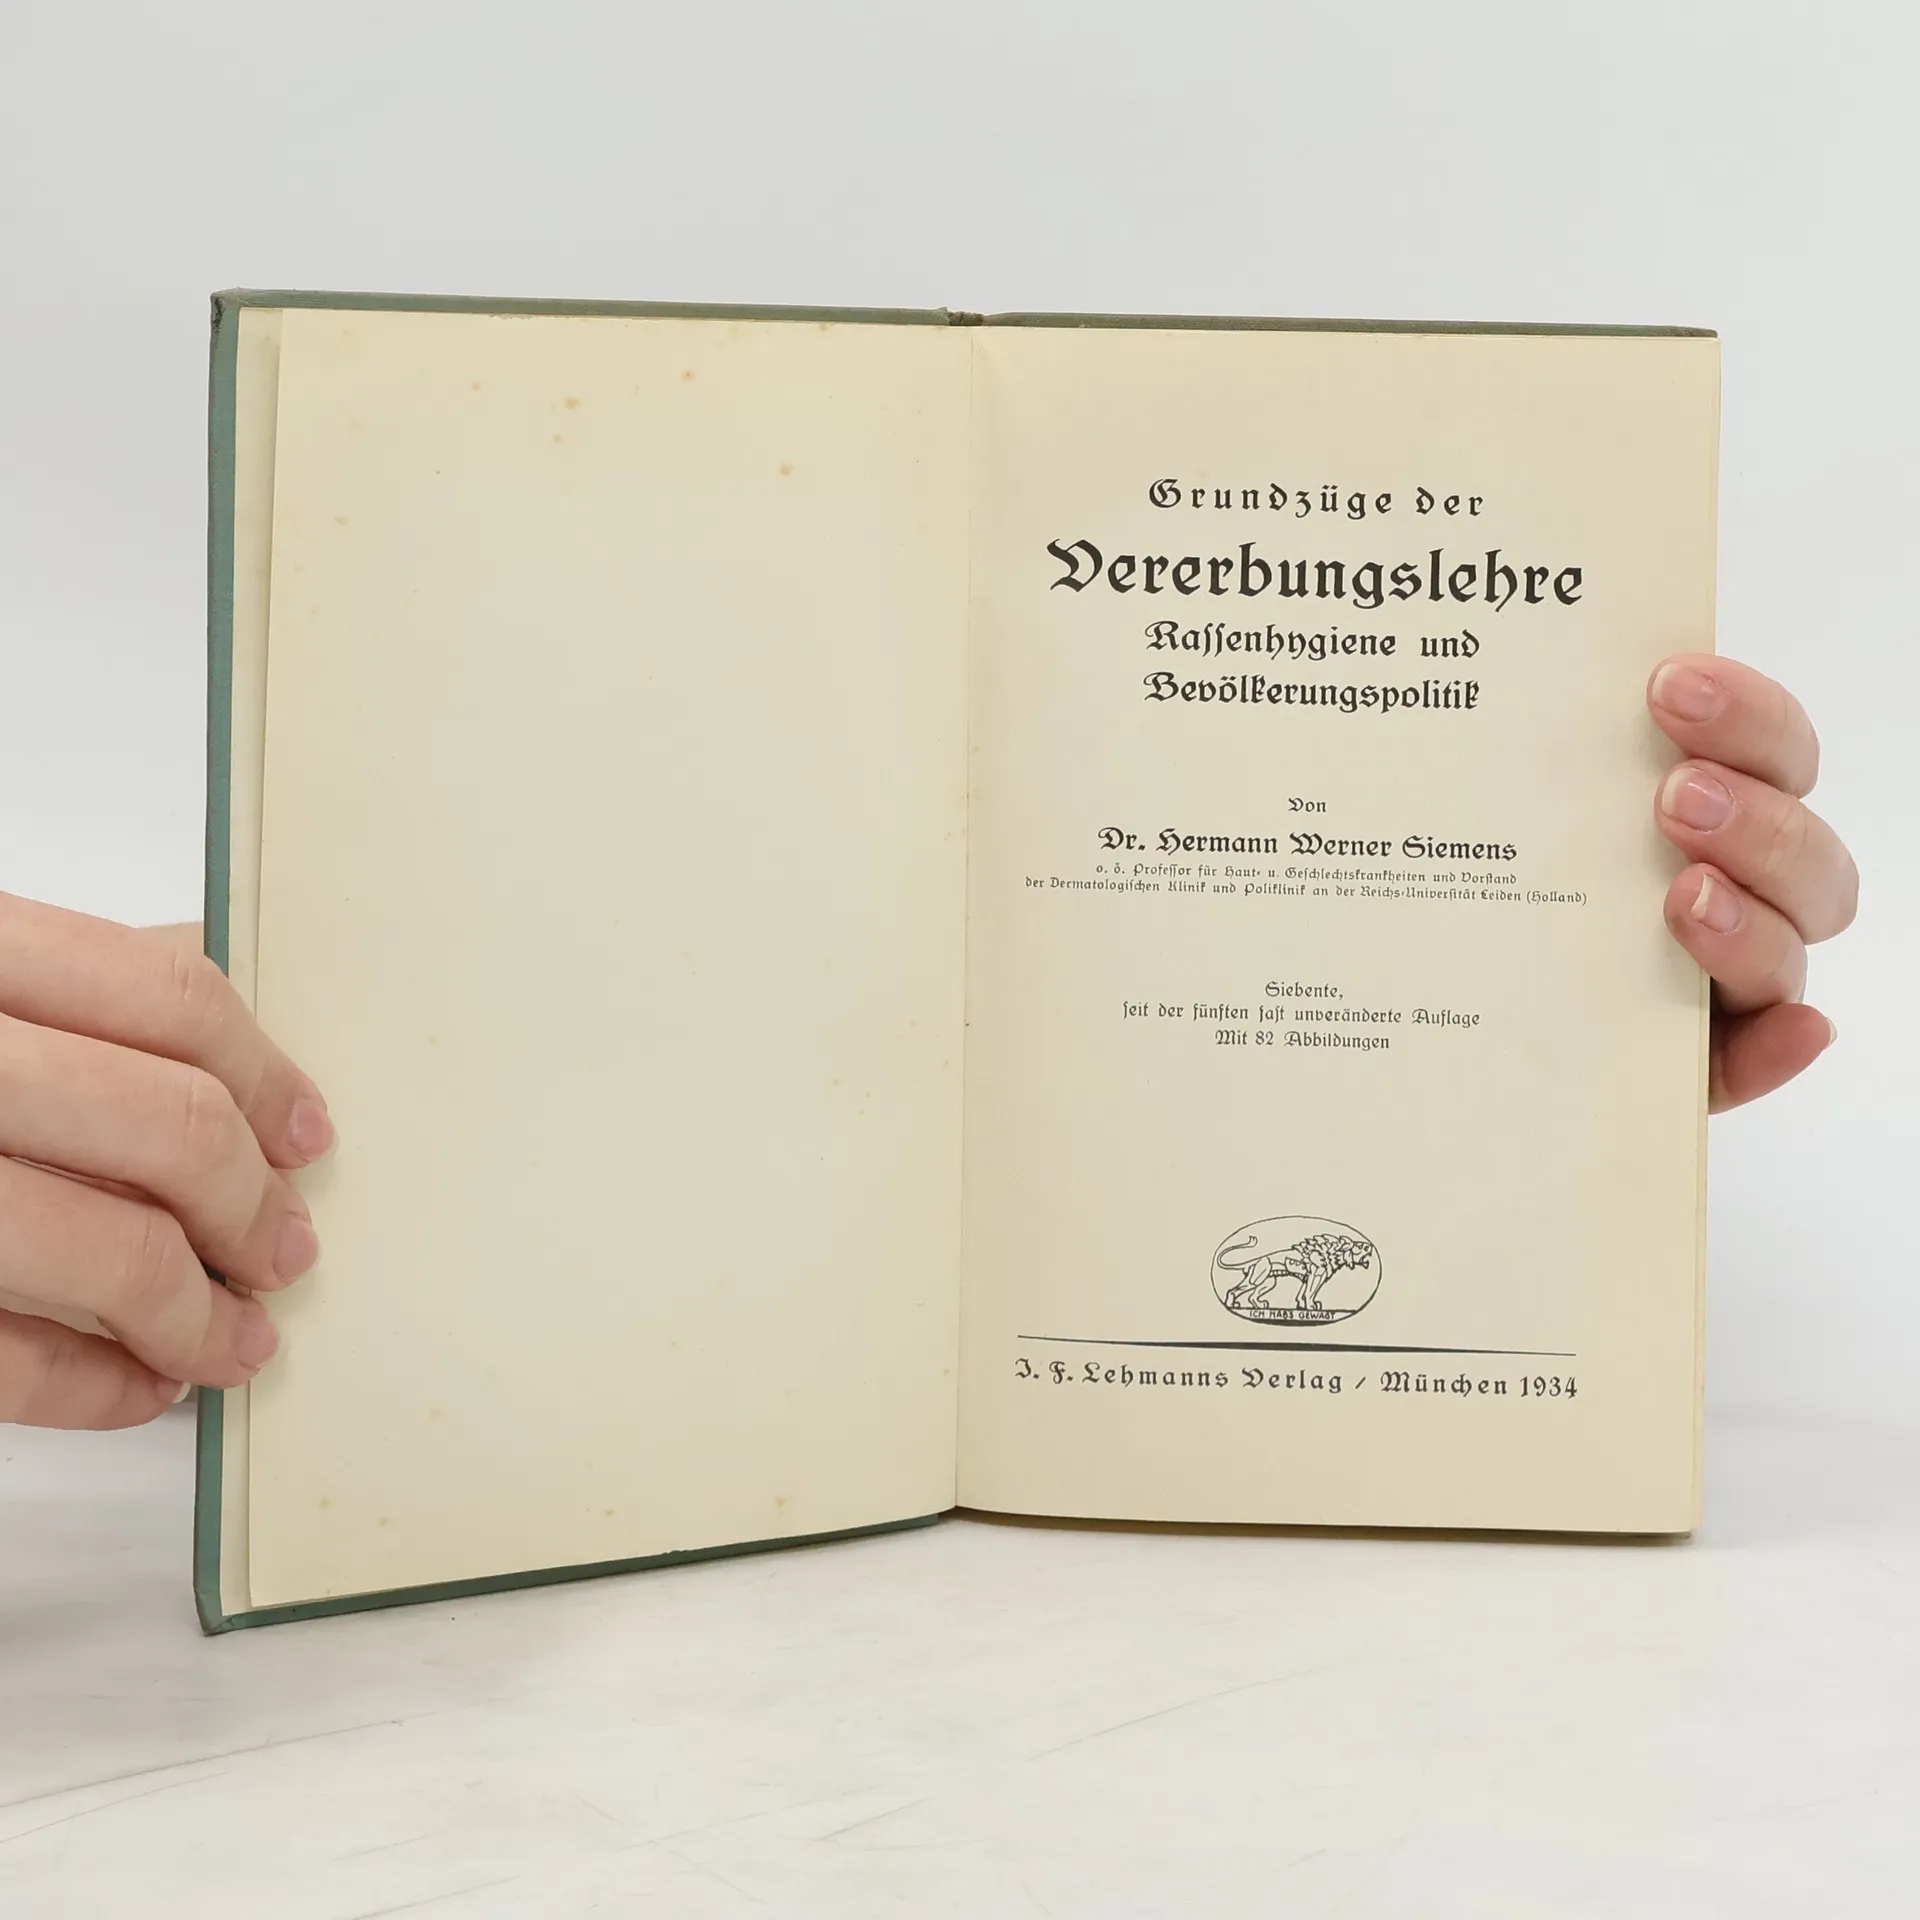 Grundzüge der
Vererbungslehre
Rassenhygiene und
Bevölkerungspolitik
Von
Dr. Hermann Werner Siemens
o. ö. Professor für Haut- u. Geschlechtskrankheiten und Vorstand
der Dermatologischen Klinik und Poliklinik an der Reichs-Universität Leiden (Holland)
Siebente,
seit der fünften fast unveränderte Auflage
Mit 82 Abbildungen
ICH HABS GEWAGT
J. F. Lehmanns Verlag / München 1934